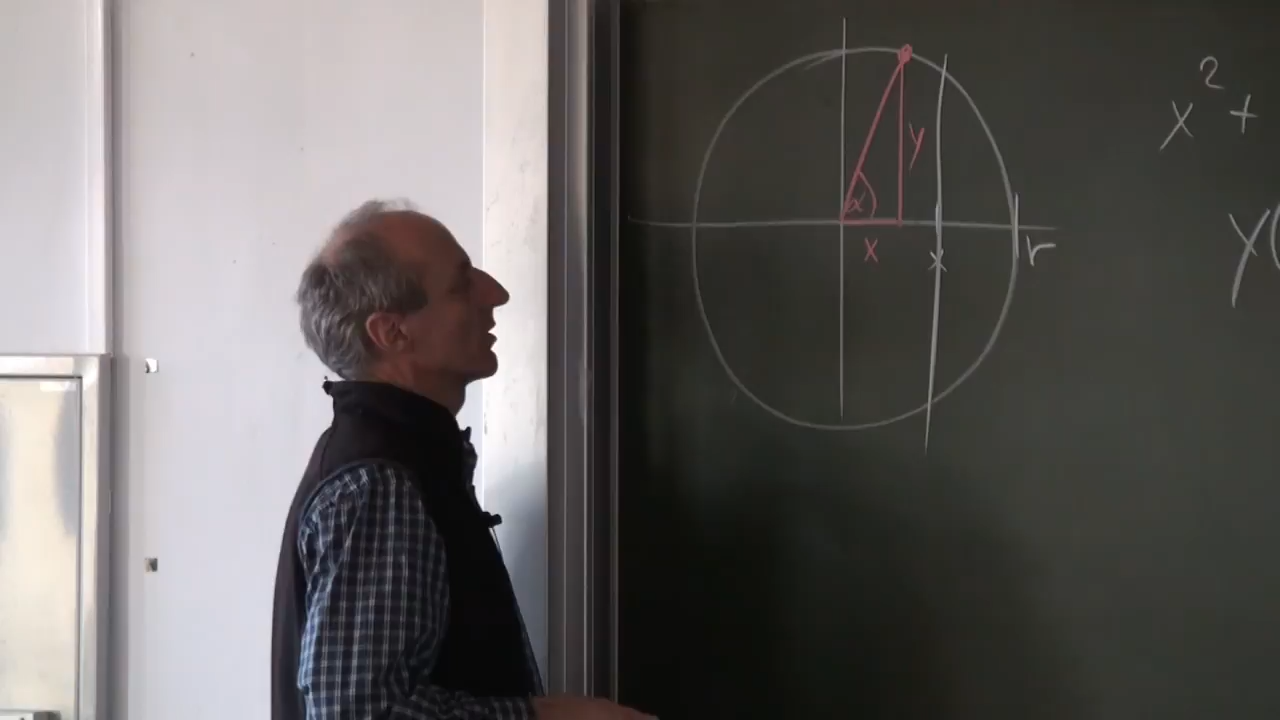 y
α
x
x
r
x² +
y(